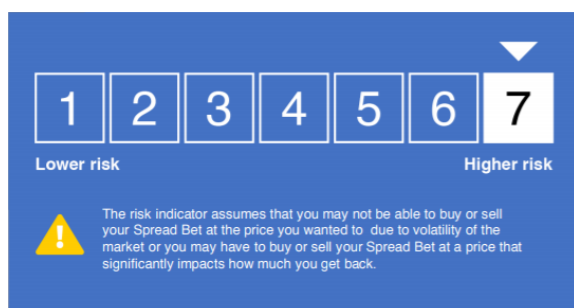 1 2 3 4 5 6 7
Lower risk Higher risk
The risk indicator assumes that you may not be able to buy or sell
your Spread Bet at the price you wanted to due to volatility of the
market or you may have to buy or sell your Spread Bet at a price that
significantly impacts how much you get back.